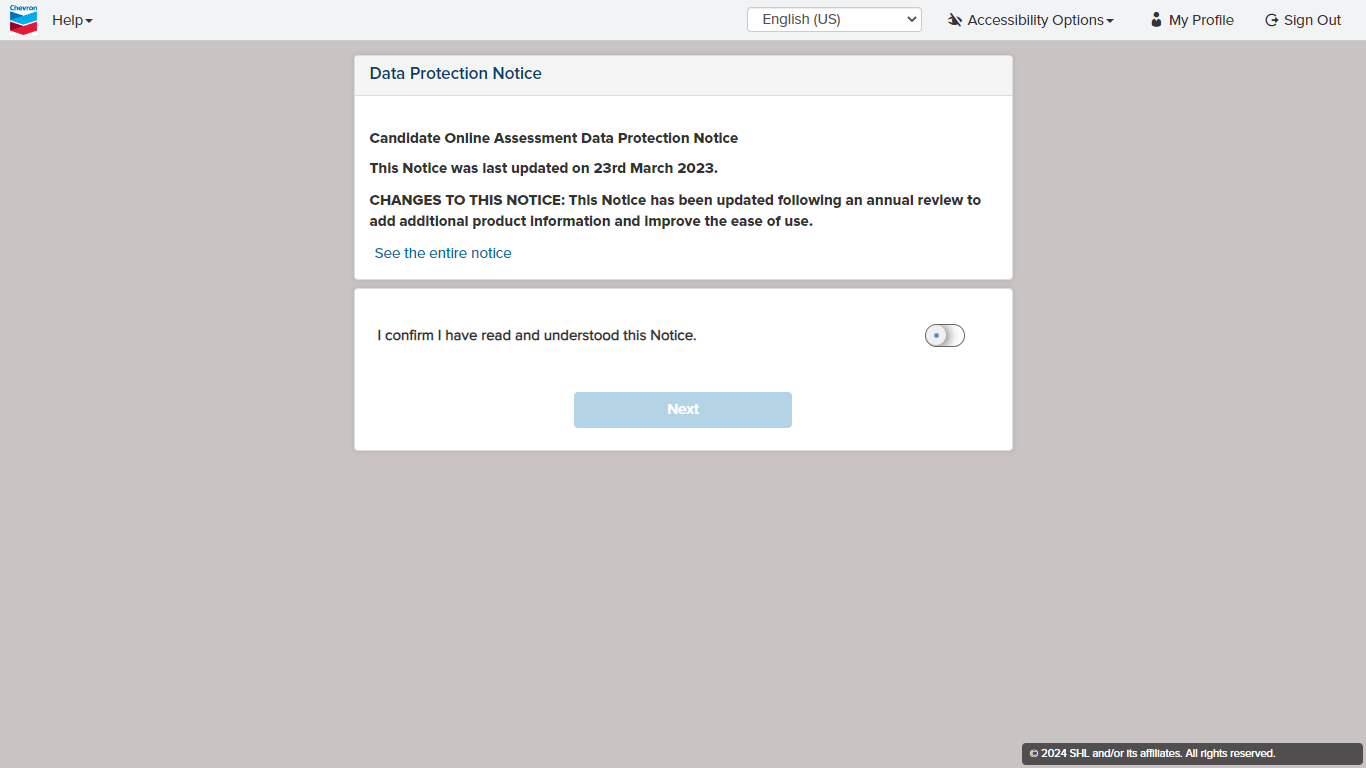 Chevron
Help
English (US)
Accessibility Options
My Profile
Sign Out
Data Protection Notice
Candidate Online Assessment Data Protection Notice
This Notice was last updated on 23rd March 2023.
CHANGES TO THIS NOTICE: This Notice has been updated following an annual review to
add additional product information and improve the ease of use.
See the entire notice
I confirm I have read and understood this Notice.
Next
© 2024 SHL and/or its affiliates. All rights reserved.